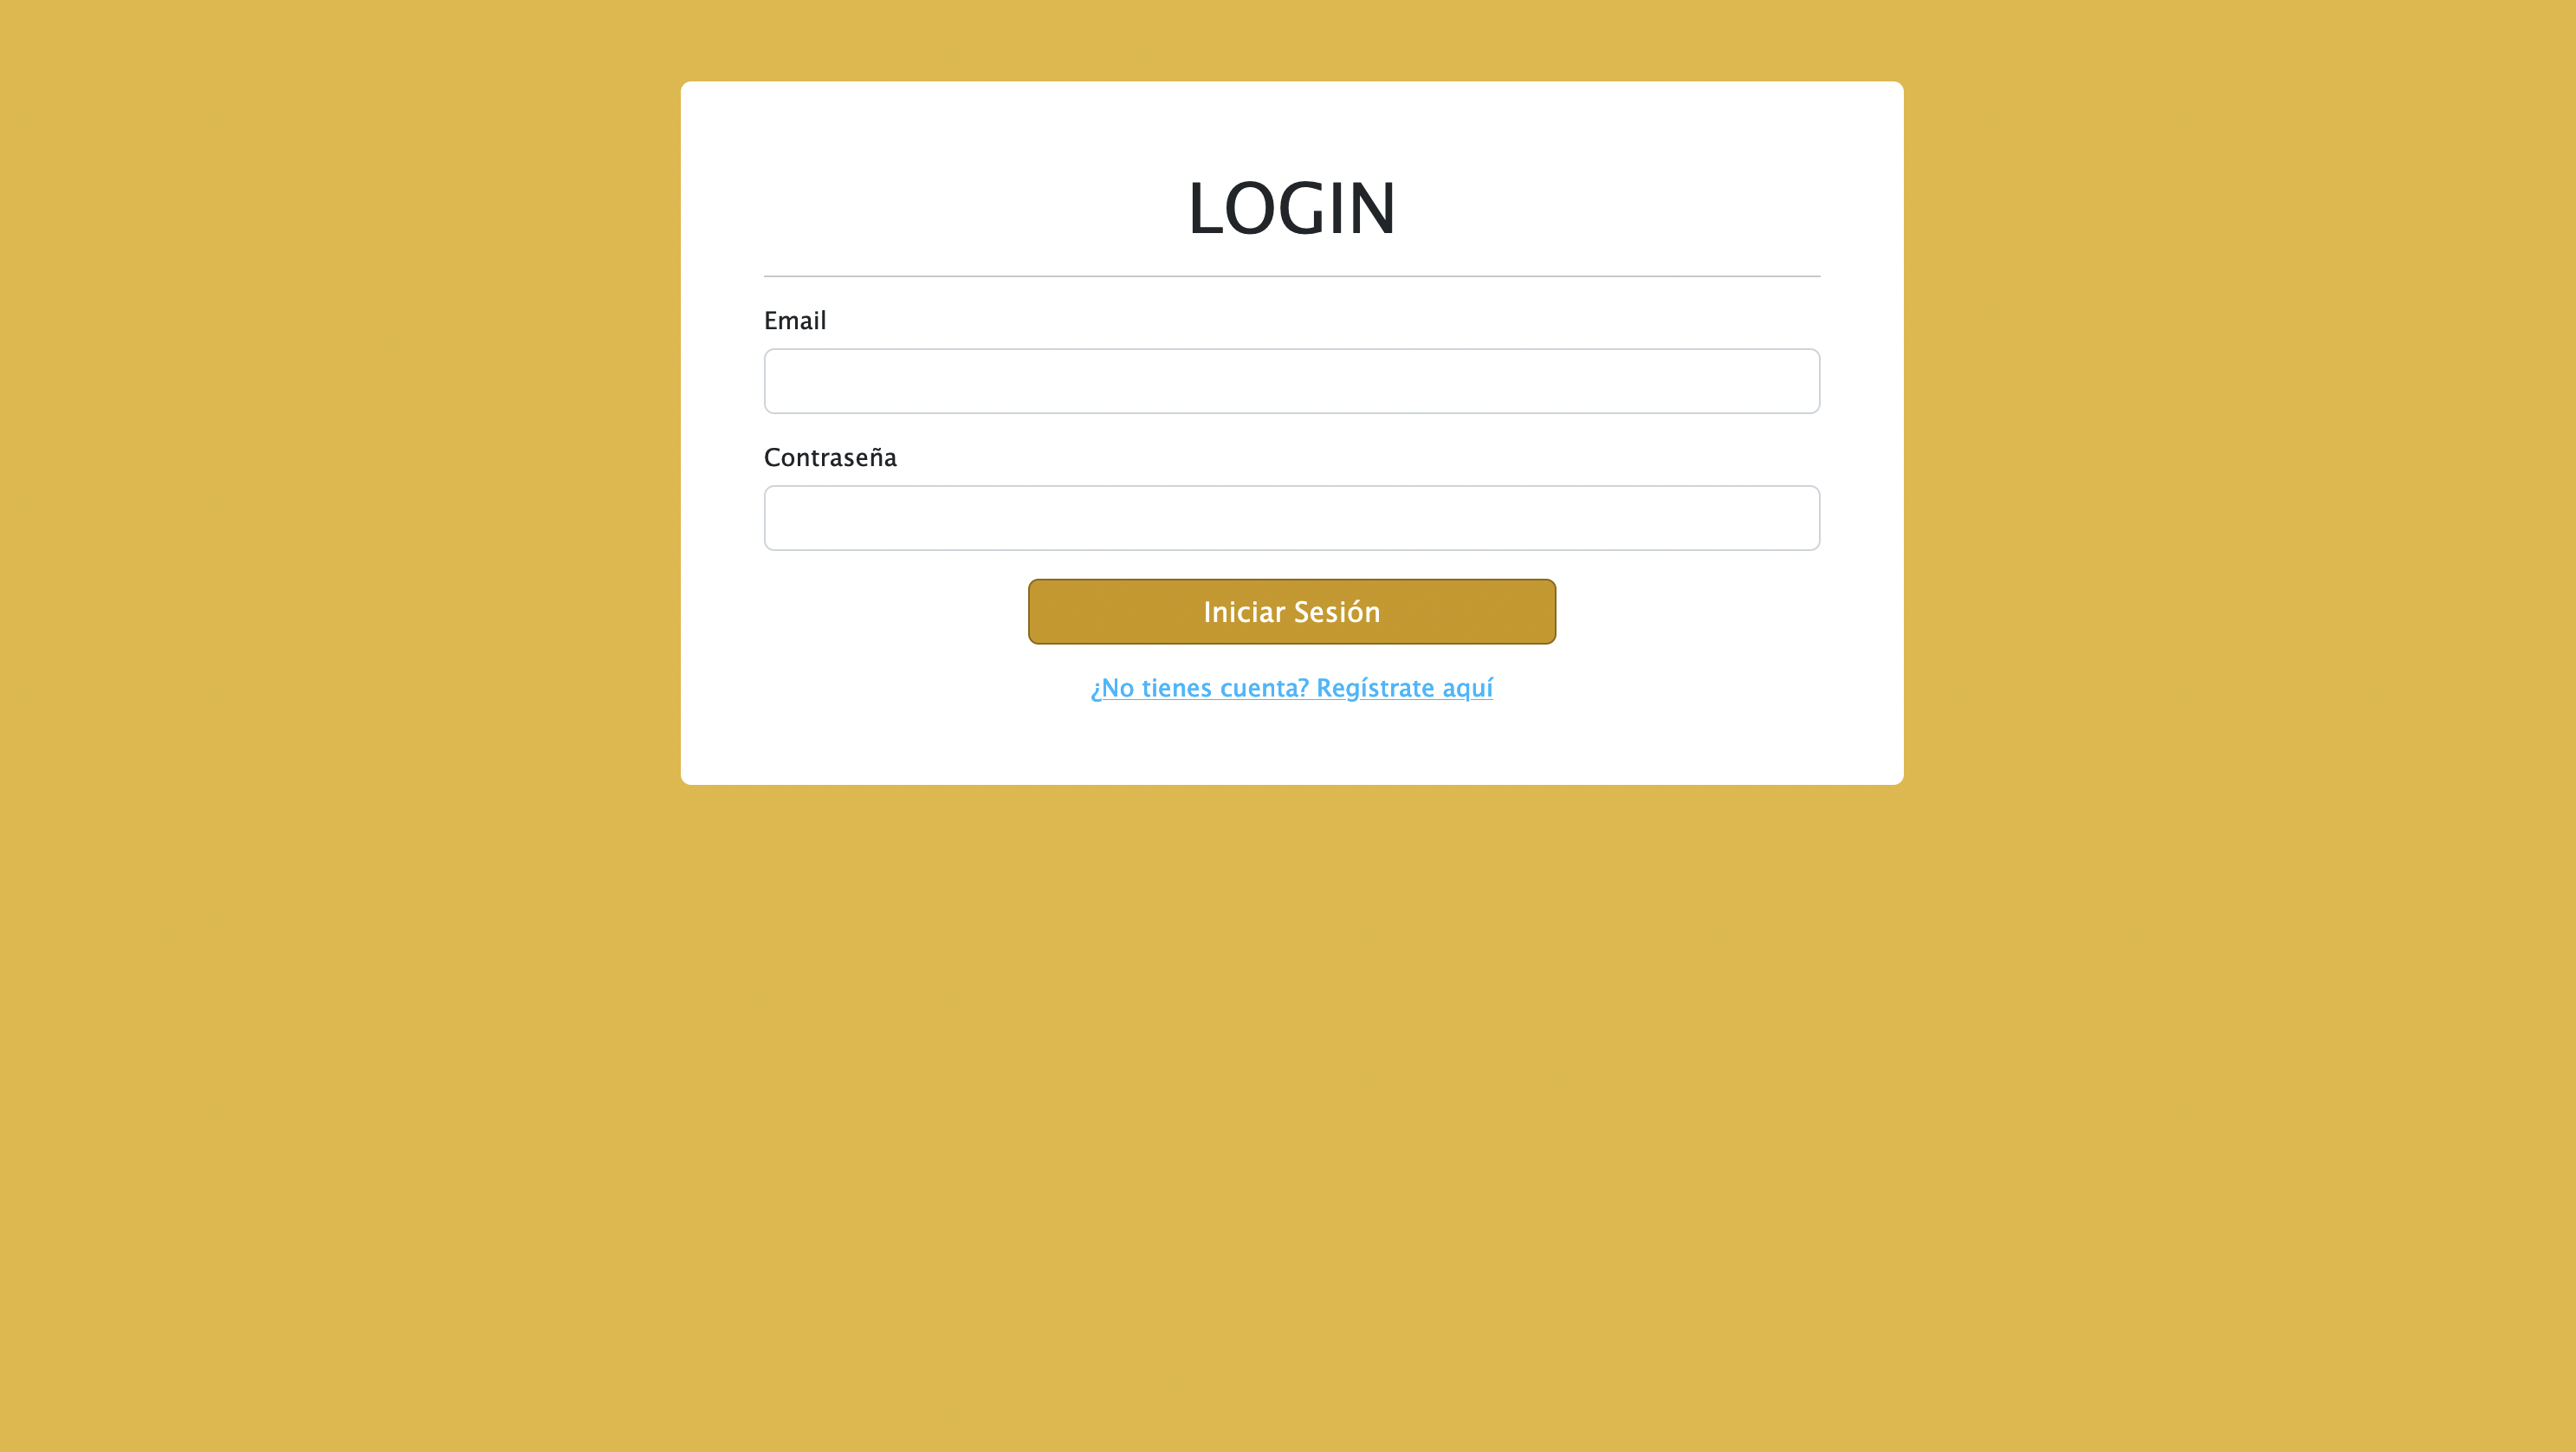 LOGIN
Email
Contraseña
Iniciar Sesión
¿No tienes cuenta? Regístrate aquí